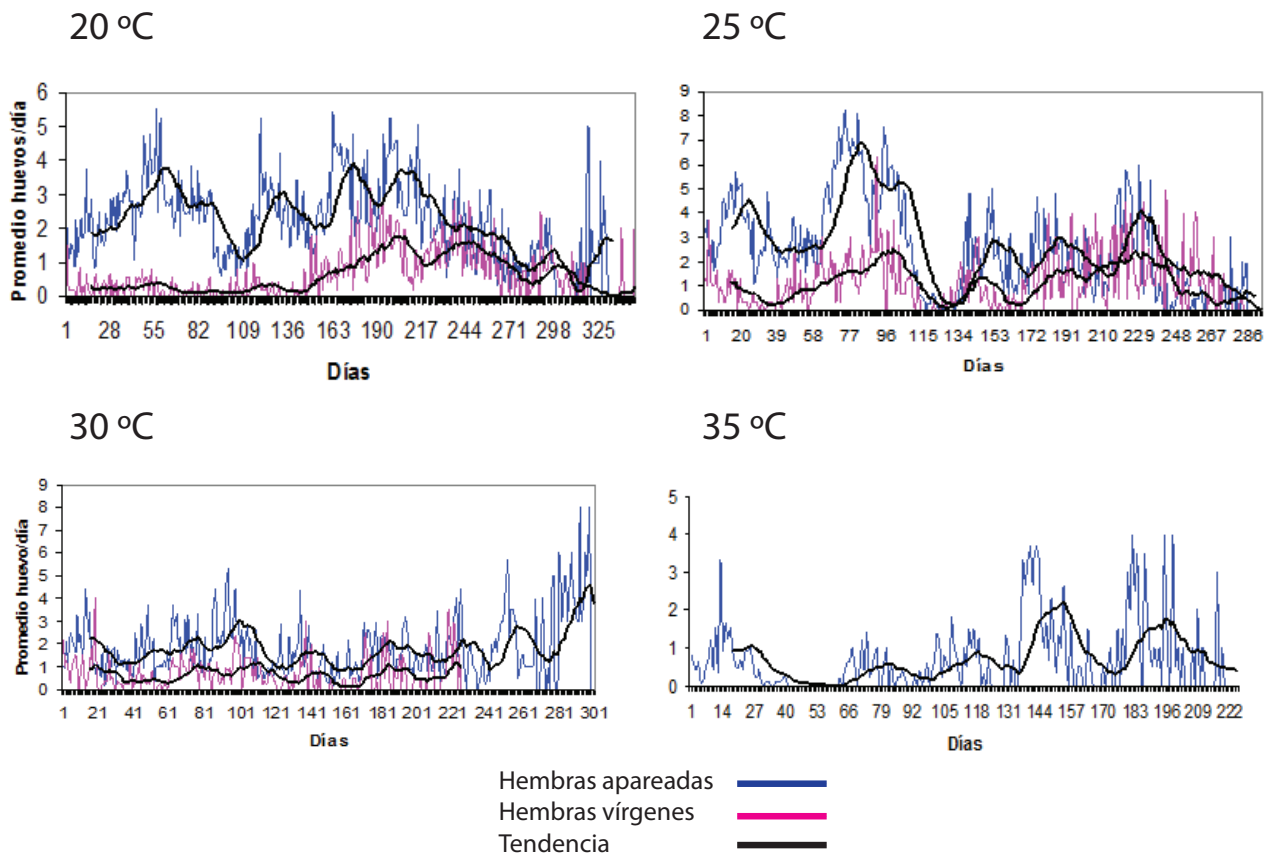 20 ºC
Promedio huevos/día
6
5
4
3
2
1
0
1 28 55 82 109 136 163 190 217 244 271 298 325
Días
25 ºC
9
8
7
6
5
4
3
2
1
0
1 20 39 58 77 96 115 134 153 172 191 210 229 248 267 286
Días
30 ºC
Promedio huevo/día
9
8
7
6
5
4
3
2
1
0
1 21 41 61 81 101 121 141 161 181 201 221 241 261 281 301
Días
35 ºC
5
4
3
2
1
0
1 14 27 40 53 66 79 92 105 118 131 144 157 170 183 196 209 222
Días
Hembras apareadas
Hembras vírgenes
Tendencia